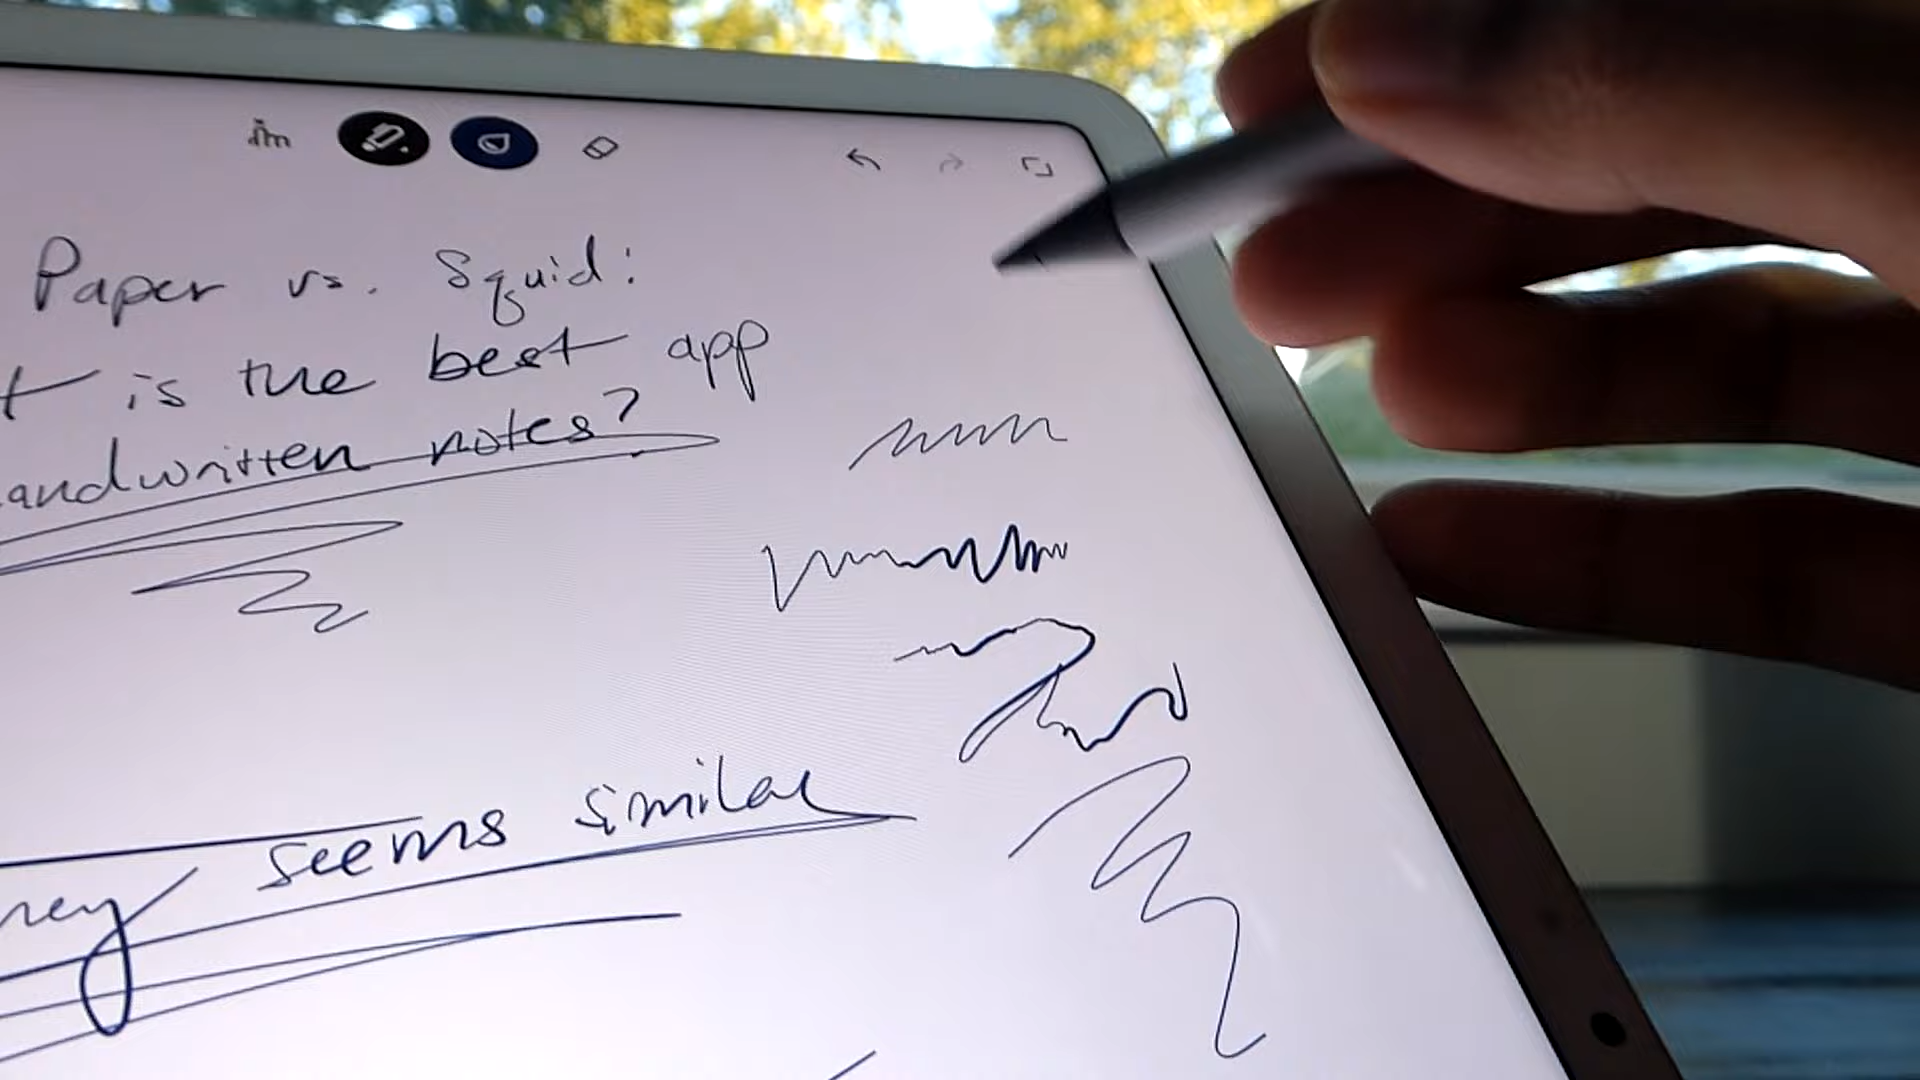 Paper vs. Squid:
t is the best app
andwritten notes?
seems similar